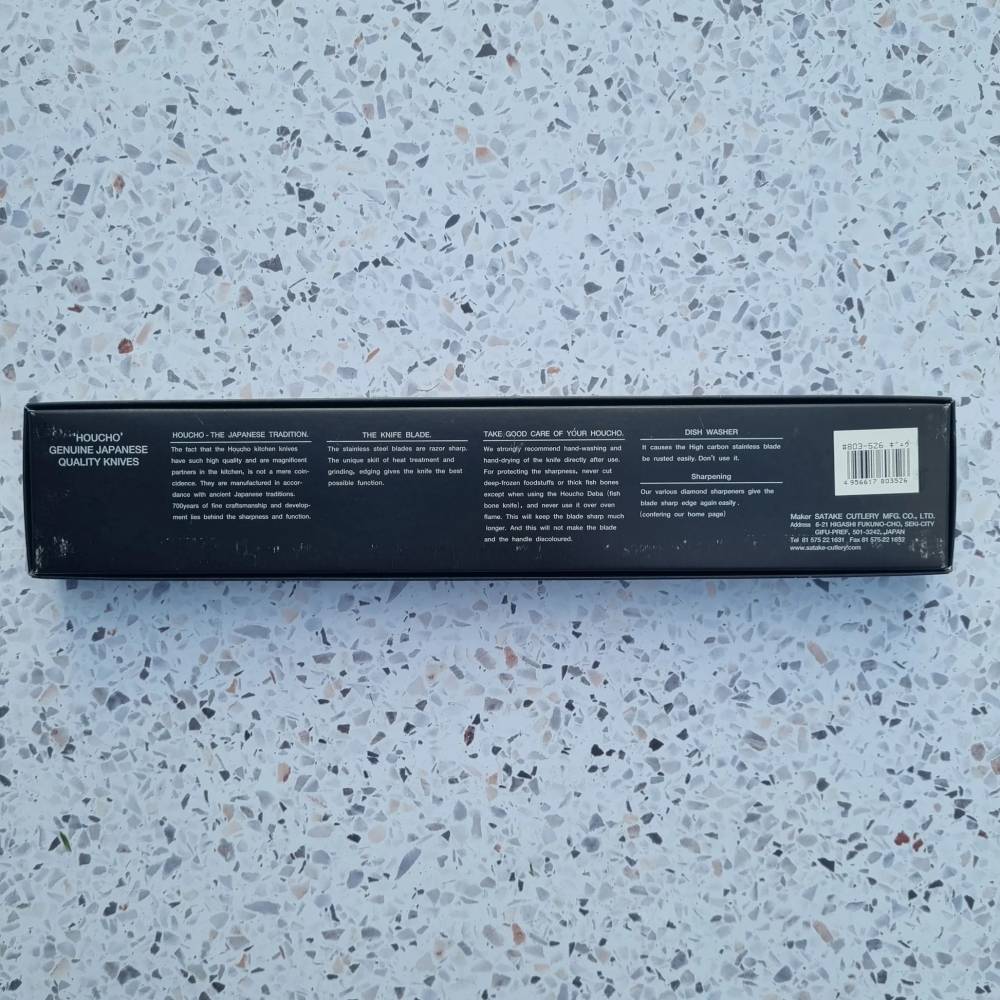 'HOUCHO'
GENUINE JAPANESE
QUALITY KNIVES
HOUCHO - THE JAPANESE TRADITION.
The fact that the Houcho kitchen knives
have such high quality and are magnificent
partners in the kitchen, is not a mere coin-
cidence. They are manufactured in accor-
dance with ancient Japanese traditions.
700years of fine craftsmanship and develop-
ment lies behind the sharpness and function.
THE KNIFE BLADE.
The stainless steel blades are razor sharp.
The unique skill of heat treatment and
grinding, edging gives the knife the best
possible function.
TAKE GOOD CARE OF YOUR HOUCHO.
We strongly recommend hand-washing and
hand-drying of the knife directly after use.
For protecting the sharpness, never cut
deep-frozen foodstuffs or thick fish bones
except when using the Houcho Deba (fish
bone knife), and never use it over oven
flame. This will keep the blade sharp much
longer. And this will not make the blade
and the handle discoloured.
DISH WASHER
It causes the High carbon stainless blade
be rusted easily. Don't use it.
Sharpening
Our various diamond sharpeners give the
blade sharp edge again easily.
(confering our home page)
#803-526
4 956617 803526
Maker SATAKE CUTLERY MFG. CO., LTD.
Address 6-21 HIGASHI FUKUNO-CHO, SEKI-CITY
GIFU-PREF, 501-3242, JAPAN
Tel 81 575 22 1631 Fax 81 575-22 1632
www.satake-cutlery.com